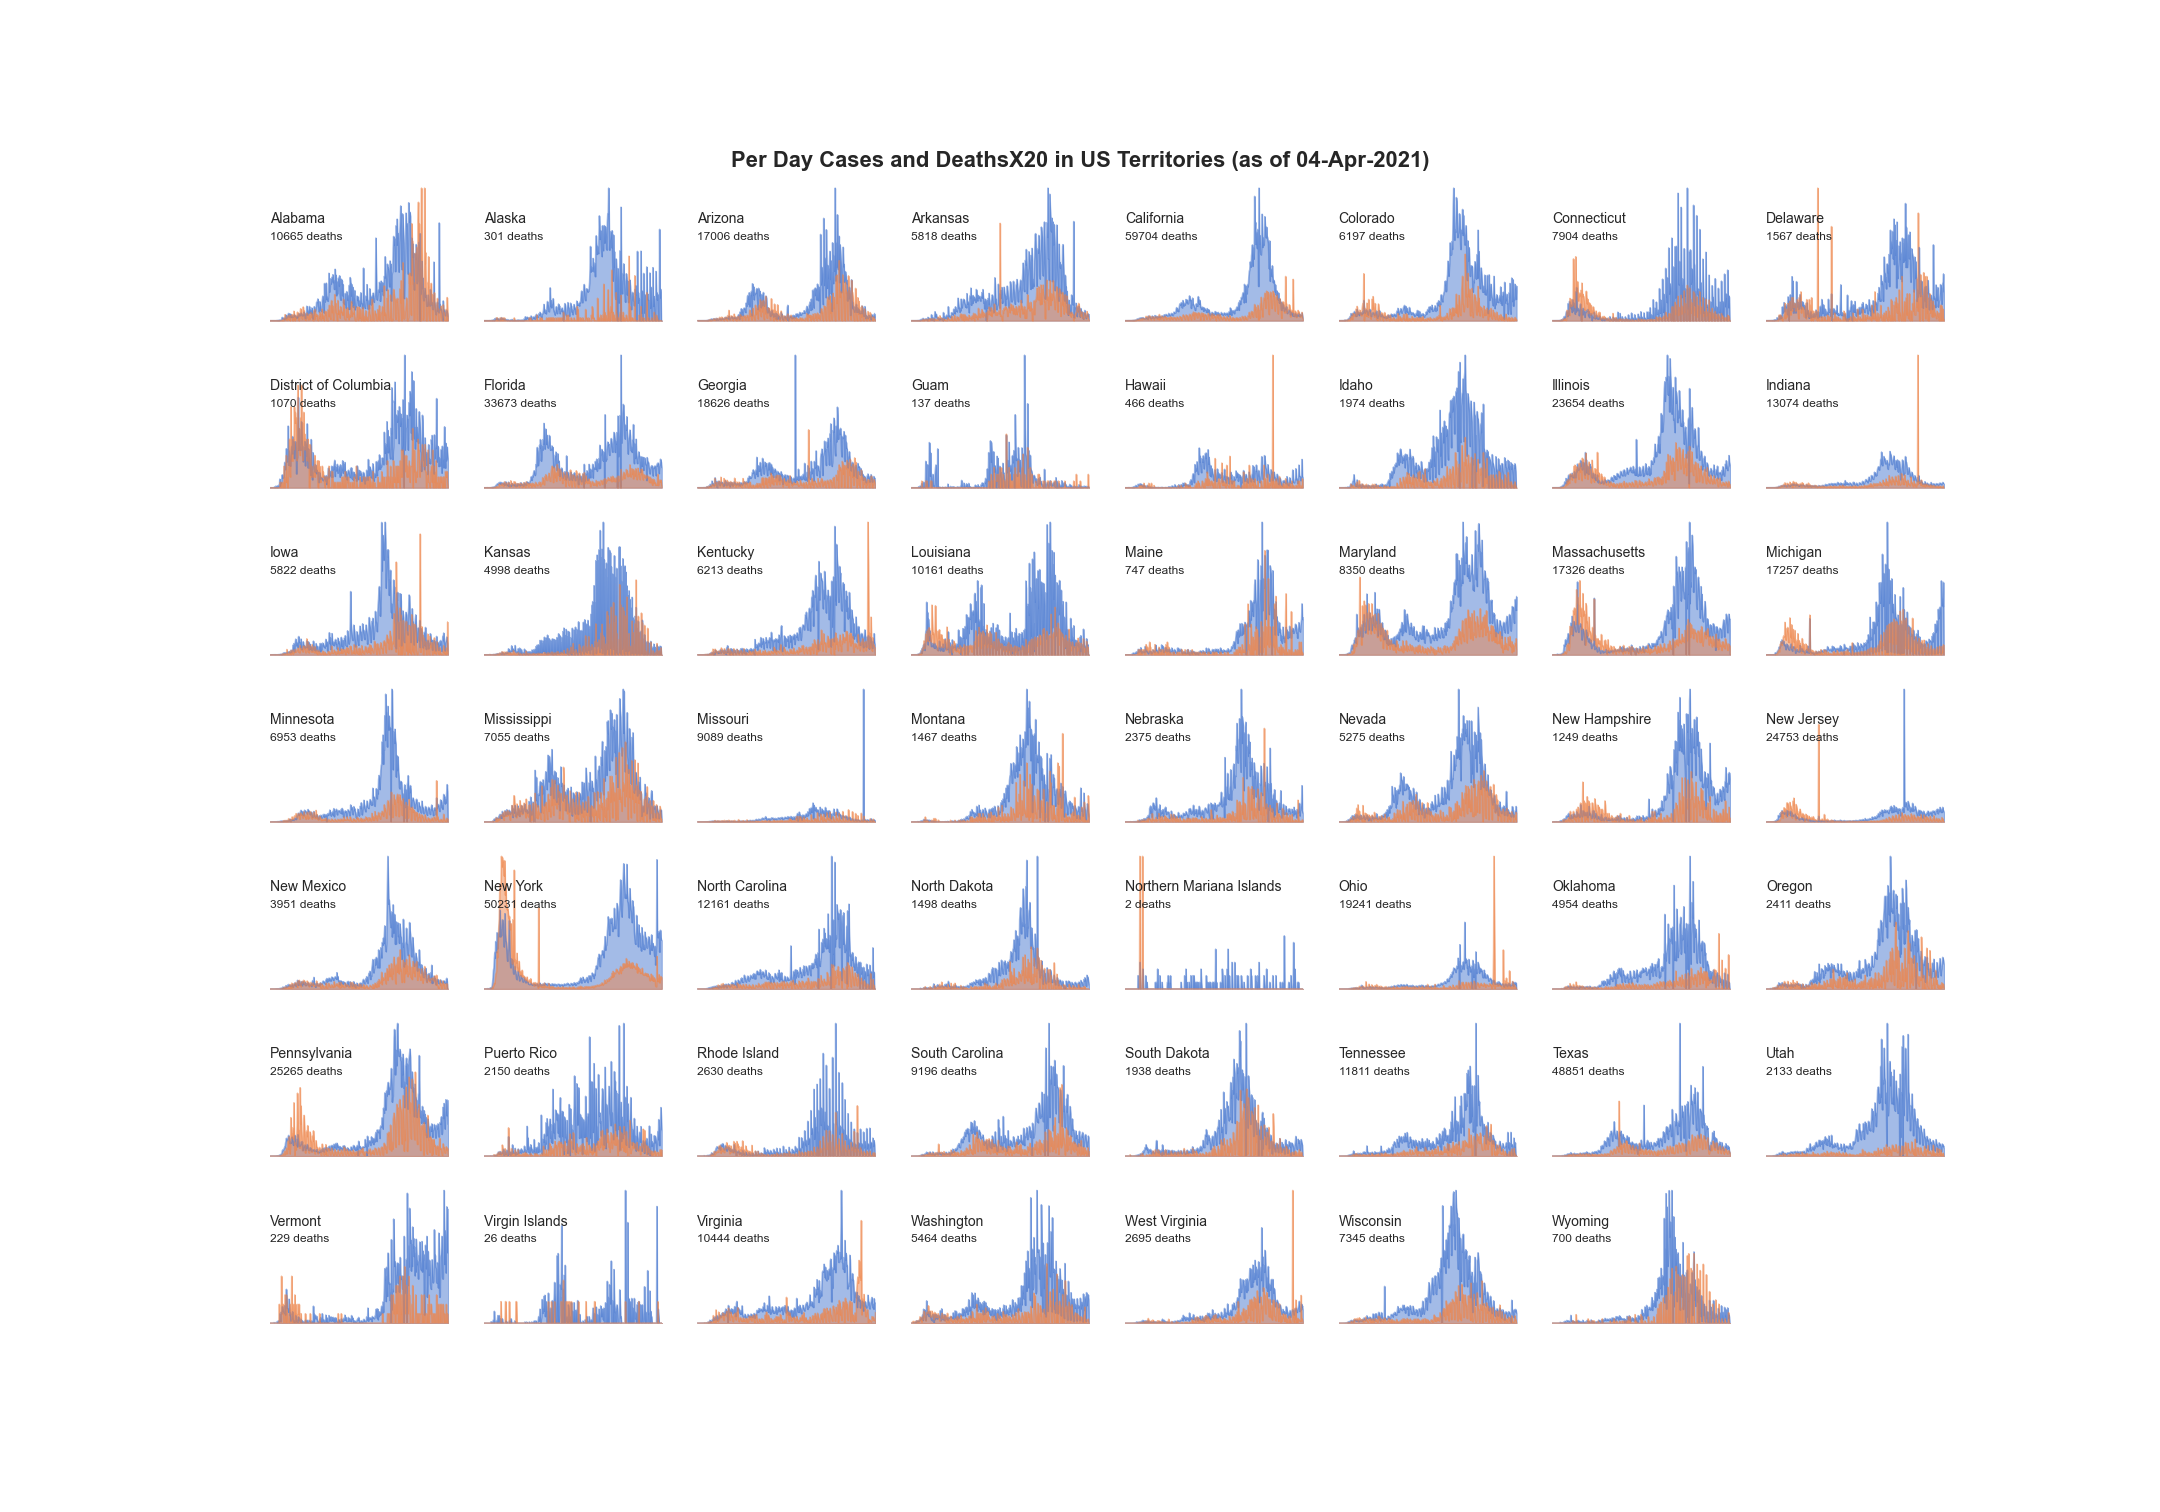 Per Day Cases and DeathsX20 in US Territories (as of 04-Apr-2021)
Alabama
10665 deaths
Alaska
301 deaths
Arizona
17006 deaths
Arkansas
5818 deaths
California
59704 deaths
Colorado
6197 deaths
Connecticut
7904 deaths
Delaware
1567 deaths
District of Columbia
1070 deaths
Florida
33673 deaths
Georgia
18626 deaths
Guam
137 deaths
Hawaii
466 deaths
Idaho
1974 deaths
Illinois
23654 deaths
Indiana
13074 deaths
Iowa
5822 deaths
Kansas
4998 deaths
Kentucky
6213 deaths
Louisiana
10161 deaths
Maine
747 deaths
Maryland
8350 deaths
Massachusetts
17326 deaths
Michigan
17257 deaths
Minnesota
6953 deaths
Mississippi
7055 deaths
Missouri
9089 deaths
Montana
1467 deaths
Nebraska
2375 deaths
Nevada
5275 deaths
New Hampshire
1249 deaths
New Jersey
24753 deaths
New Mexico
3951 deaths
New York
50231 deaths
North Carolina
12161 deaths
North Dakota
1498 deaths
Northern Mariana Islands
2 deaths
Ohio
19241 deaths
Oklahoma
4954 deaths
Oregon
2411 deaths
Pennsylvania
25265 deaths
Puerto Rico
2150 deaths
Rhode Island
2630 deaths
South Carolina
9196 deaths
South Dakota
1938 deaths
Tennessee
11811 deaths
Texas
48851 deaths
Utah
2133 deaths
Vermont
229 deaths
Virgin Islands
26 deaths
Virginia
10444 deaths
Washington
5464 deaths
West Virginia
2695 deaths
Wisconsin
7345 deaths
Wyoming
700 deaths